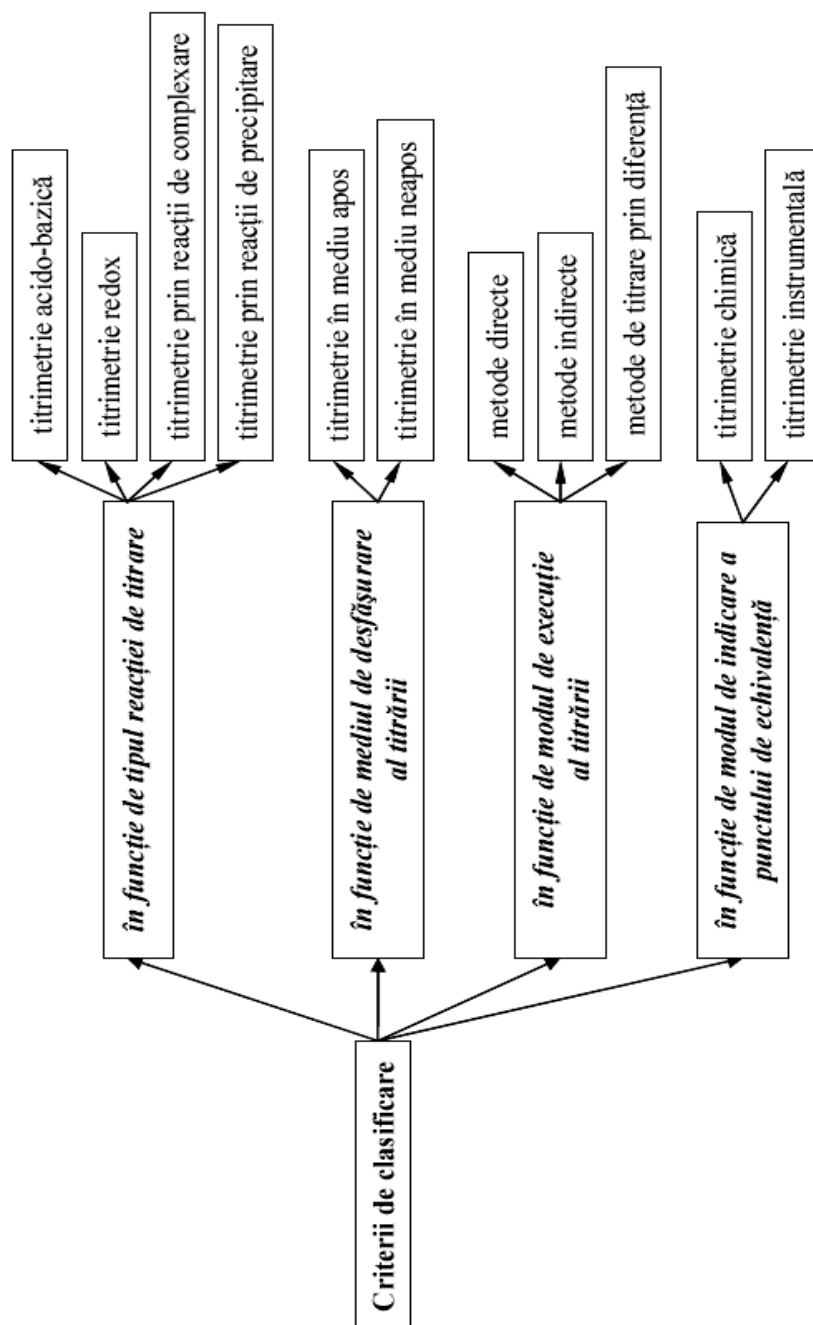 Criterii de clasificare
în funcție de tipul reacției de titrare
titrimetrie acido-bazică
titrimetrie redox
titrimetrie prin reacții de complexare
titrimetrie prin reacții de precipitare
în funcție de mediul de desfăşurare
al titrării
titrimetrie în mediu apos
titrimetrie în mediu neapos
în funcție de modul de execuție
al titrării
metode directe
metode indirecte
metode de titrare prin diferență
în funcție de modul de indicare a
punctului de echivalență
titrimetrie chimică
titrimetrie instrumentală